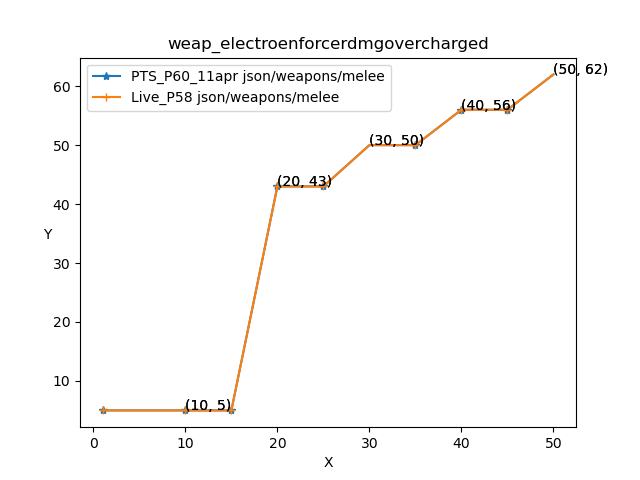 weap_electroenforcerdmgovercharged
PTS_P60_11apr json/weapons/melee
Live_P58 json/weapons/melee
(50, 62)
(40, 56)
(30, 50)
(20, 43)
(10, 5)
60
50
40
30
20
10
Y
0 10 20 30 40 50
X